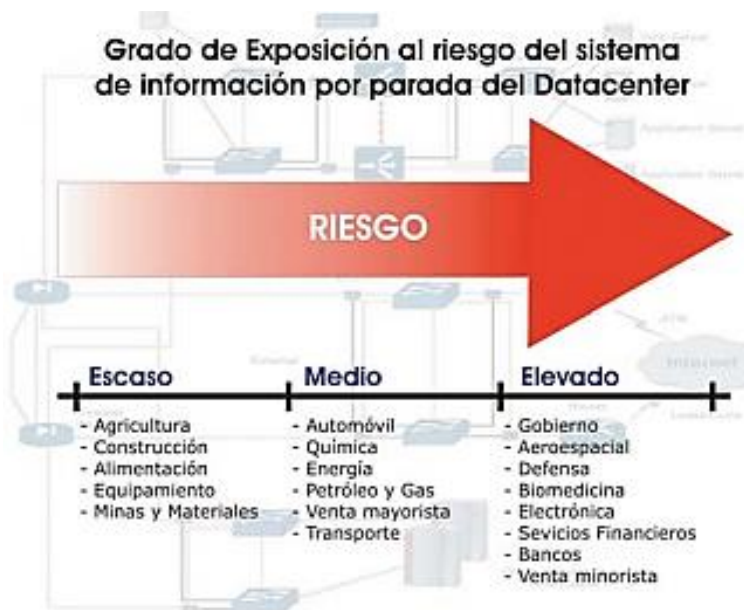 Grado de Exposición al riesgo del sistema
de información por parada del Datacenter
RIESGO
Escaso
- Agricultura
- Construcción
- Alimentación
- Equipamiento
- Minas y Materiales
Medio
- Automóvil
- Química
- Energía
- Petróleo y Gas
- Venta mayorista
- Transporte
Elevado
- Gobierno
- Aeroespacial
- Defensa
- Biomedicina
- Electrónica
- Sevicios Financieros
- Bancos
- Venta minorista
Internet